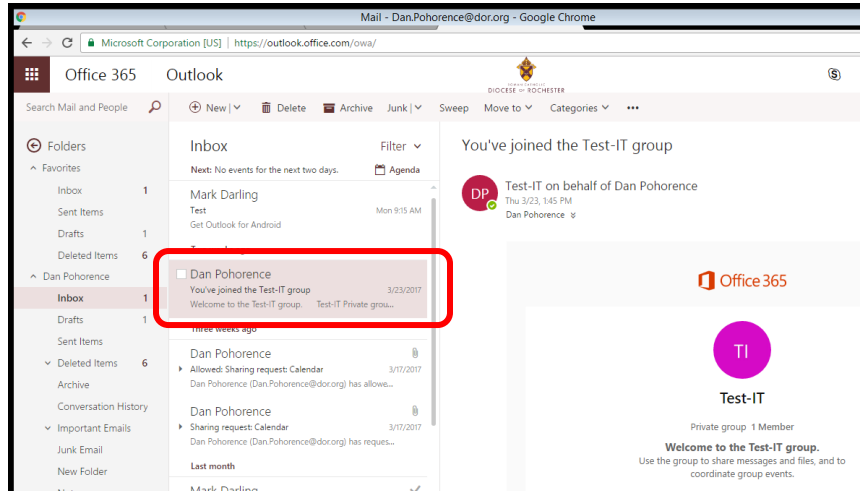 Mail - Dan.Pohorence@dor.org - Google Chrome
Microsoft Corporation [US] | https://outlook.office.com/owa/
Office 365 Outlook
DIOCESE OF ROCHESTER
Search Mail and People
New | Delete Archive Junk | Sweep Move to Categories •••
Folders
Favorites
Inbox 1
Sent Items
Drafts 1
Deleted Items 6
Dan Pohorence
Inbox 1
Drafts 1
Sent Items
Deleted Items 6
Archive
Conversation History
Important Emails
Junk Email
New Folder
Inbox Filter
Next: No events for the next two days. Agenda
Mark Darling
Test Mon 9:15 AM
Get Outlook for Android
Dan Pohorence
You've joined the Test-IT group 3/23/2017
Welcome to the Test-IT group. Test-IT Private grou...
Three weeks ago
Dan Pohorence
Allowed: Sharing request: Calendar 3/17/2017
Dan Pohorence (Dan.Pohorence@dor.org) has allowe...
Dan Pohorence
Sharing request: Calendar 3/17/2017
Dan Pohorence (Dan.Pohorence@dor.org) has reques...
Last month
Mark Darling
You've joined the Test-IT group
DP
Test-IT on behalf of Dan Pohorence
Thu 3/23, 1:45 PM
Dan Pohorence
Office 365
TI
Test-IT
Private group 1 Member
Welcome to the Test-IT group.
Use the group to share messages and files, and to
coordinate group events.